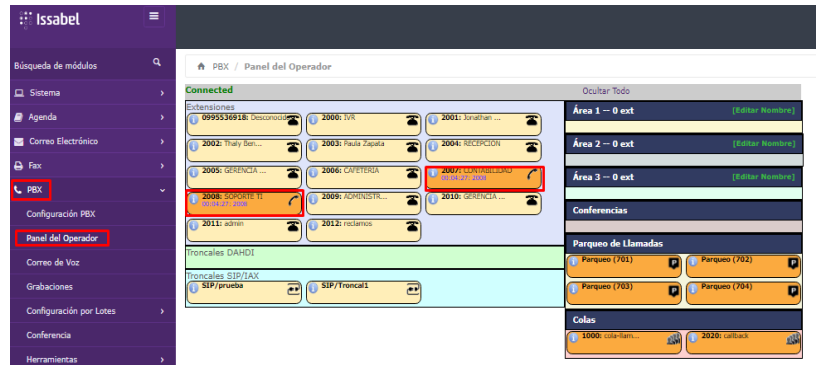 Issabel
Búsqueda de módulos
Sistema
Agenda
Correo Electrónico
Fax
PBX
Configuración PBX
Panel del Operador
Correo de Voz
Grabaciones
Configuración por Lotes
Conferencia
Herramientas
PBX / Panel del Operador
Connected
Ocultar Todo
Extensiones
0995536918: Desconocido
2000: IVR
2001: Jonathan ...
2002: Thaly Ben...
2003: Paula Zapata
2004: RECEPCION
2005: GERENCIA ...
2006: CAFETERIA
2007: CONTABILIDAD
00:04:27: 2008
2008: SOPORTE TI
00:04:27: 2008
2009: ADMINISTR...
2010: GERENCIA ...
2011: admin
2012: reclamos
Troncales DAHDI
Troncales SIP/IAX
SIP/prueba
SIP/Troncal1
Área 1 -- 0 ext [Editar Nombre]
Área 2 -- 0 ext [Editar Nombre]
Área 3 -- 0 ext [Editar Nombre]
Conferencias
Parqueo de Llamadas
Parqueo (701)
P
Parqueo (702)
P
Parqueo (703)
P
Parqueo (704)
P
Colas
1000: cola-llam...
2020: callback